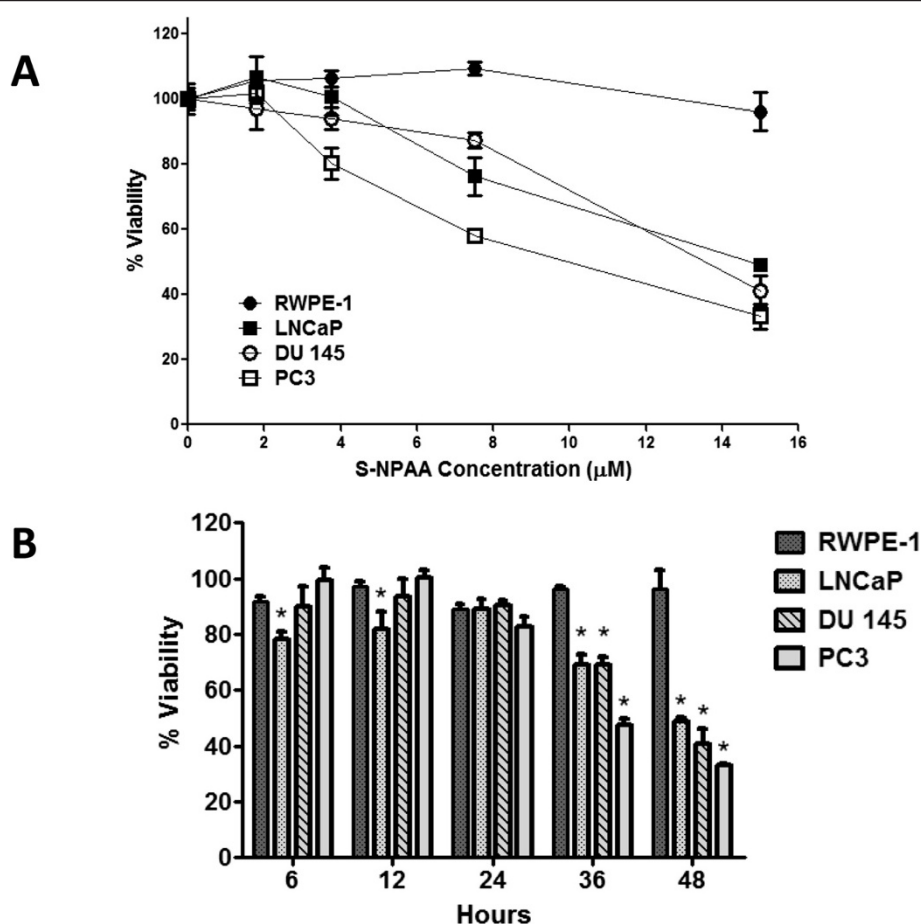 A
120
100
80
60
40
20
0
% Viability
RWPE-1
LNCaP
DU 145
PC3
0 2 4 6 8 10 12 14 16
S-NPAA Concentration (µM)
B
120
100
80
60
40
20
0
% Viability
* * * * * * * *
6 12 24 36 48
Hours
RWPE-1
LNCaP
DU 145
PC3